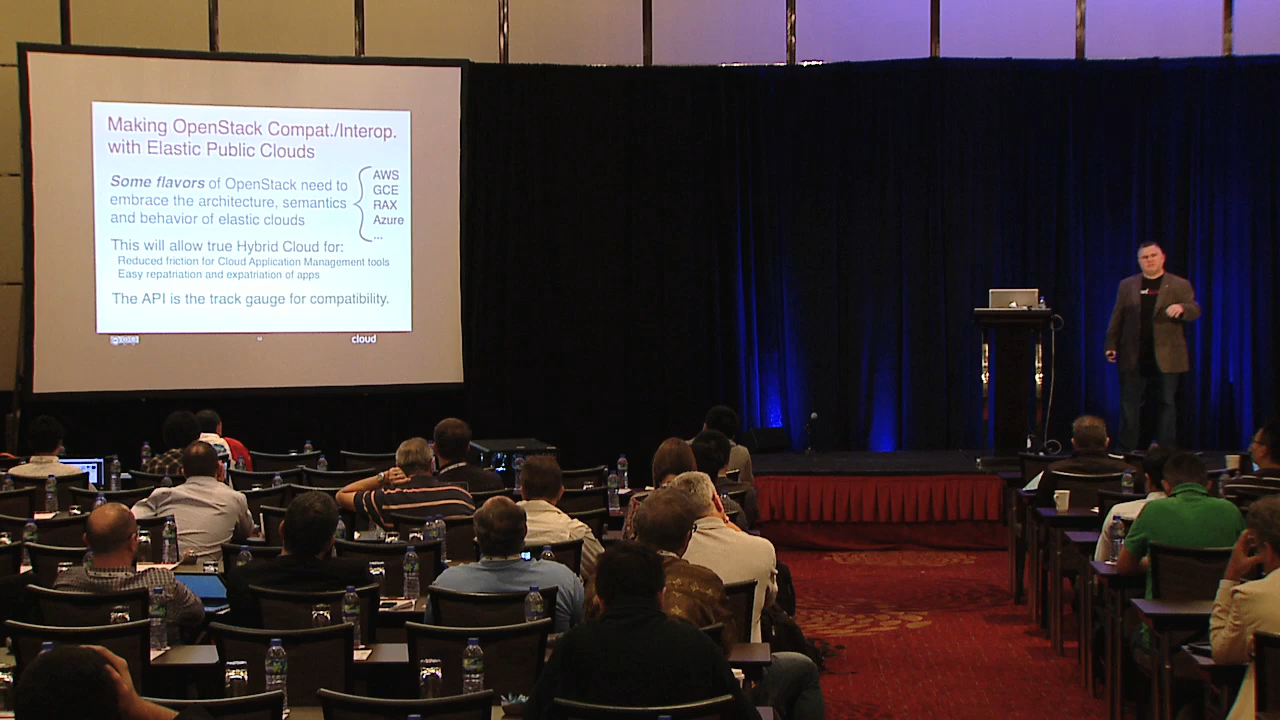 Making OpenStack Compat./Interop.
with Elastic Public Clouds
Some flavors of OpenStack need to
embrace the architecture, semantics
and behavior of elastic clouds
AWS
GCE
RAX
Azure
...
This will allow true Hybrid Cloud for:
Reduced friction for Cloud Application Management tools
Easy repatriation and expatriation of apps
The API is the track gauge for compatibility.
cloud